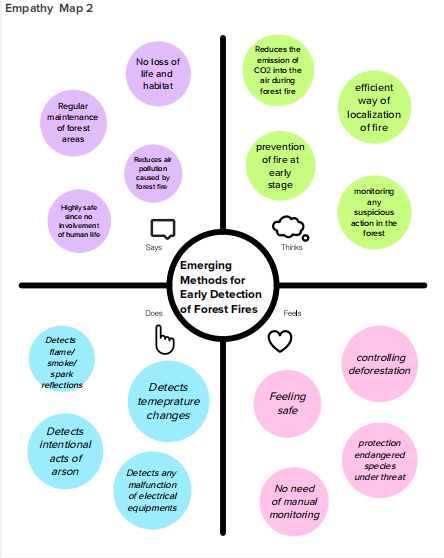 Empathy Map 2
No loss of
life and
habitat
Regular
maintenance
of forest
areas
Reduces air
pollution
caused by
forest fire
Highly safe
since no
involvement
of human life
Says
Reduces the
emission of
CO2 into the
air during
forest fire
efficient
way of
localization
of fire
prevention
of fire at
early
stage
monitoring
any
suspicious
action in the
forest
Thinks
Emerging
Methods for
Early Detection
of Forest Fires
Does
Detects
flame/
smoke/
spark
reflections
Detects
temeprature
changes
Detects
intentional
acts of
arson
Detects any
malfunction
of electrical
equipments
Feels
controlling
deforestation
Feeling
safe
protection
endangered
species
under threat
No need
of manual
monitoring